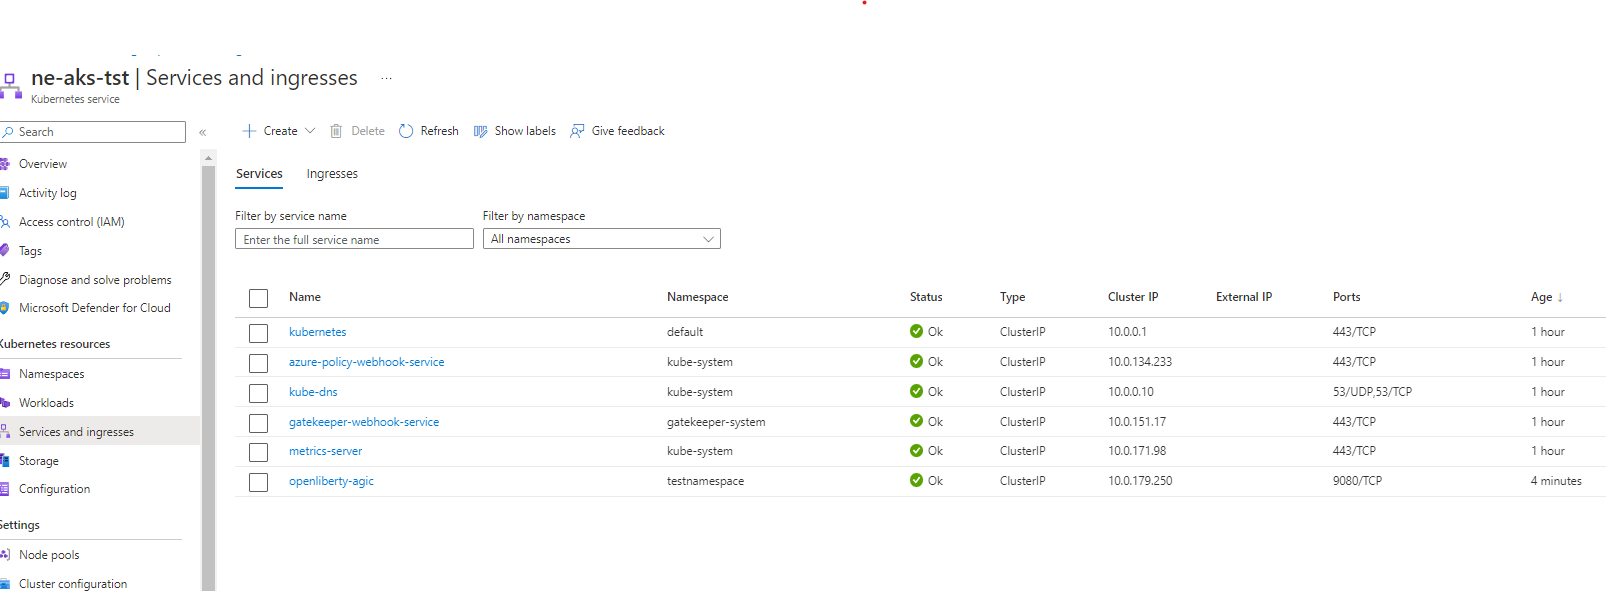 ne-aks-tst | Services and ingresses ...
Kubernetes service
Search «
Create Delete Refresh Show labels Give feedback
Overview
Activity log
Access control (IAM)
Tags
Diagnose and solve problems
Microsoft Defender for Cloud
Kubernetes resources
Namespaces
Workloads
Services and ingresses
Storage
Configuration
Settings
Node pools
Cluster configuration
Services Ingresses
Filter by service name Filter by namespace
Enter the full service name All namespaces
Name Namespace Status Type Cluster IP External IP Ports Age ↓
kubernetes default Ok ClusterIP 10.0.0.1 443/TCP 1 hour
azure-policy-webhook-service kube-system Ok ClusterIP 10.0.134.233 443/TCP 1 hour
kube-dns kube-system Ok ClusterIP 10.0.0.10 53/UDP,53/TCP 1 hour
gatekeeper-webhook-service gatekeeper-system Ok ClusterIP 10.0.151.17 443/TCP 1 hour
metrics-server kube-system Ok ClusterIP 10.0.171.98 443/TCP 1 hour
openliberty-agic testnamespace Ok ClusterIP 10.0.179.250 9080/TCP 4 minutes